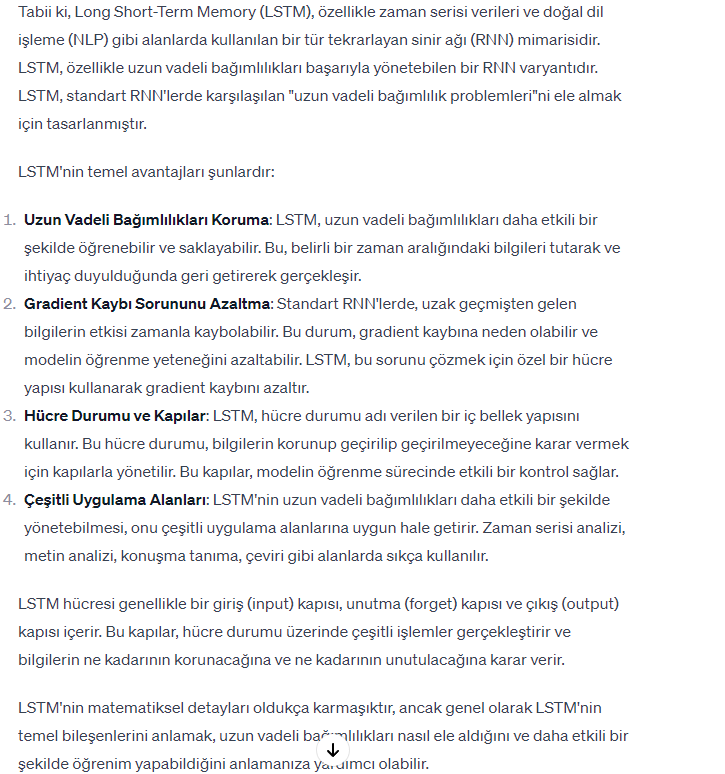 Tabii ki, Long Short-Term Memory (LSTM), özellikle zaman serisi verileri ve doğal dil
işleme (NLP) gibi alanlarda kullanılan bir tür tekrarlayan sinir ağı (RNN) mimarisidir.
LSTM, özellikle uzun vadeli bağımlılıkları başarıyla yönetebilen bir RNN varyantıdır.
LSTM, standart RNN'lerde karşılaşılan "uzun vadeli bağımlılık problemleri"ni ele almak
için tasarlanmıştır.
LSTM'nin temel avantajları şunlardır:
1. Uzun Vadeli Bağımlılıkları Koruma: LSTM, uzun vadeli bağımlılıkları daha etkili bir
şekilde öğrenebilir ve saklayabilir. Bu, belirli bir zaman aralığındaki bilgileri tutarak ve
ihtiyaç duyulduğunda geri getirerek gerçekleşir.
2. Gradient Kaybı Sorununu Azaltma: Standart RNN'lerde, uzak geçmişten gelen
bilgilerin etkisi zamanla kaybolabilir. Bu durum, gradient kaybına neden olabilir ve
modelin öğrenme yeteneğini azaltabilir. LSTM, bu sorunu çözmek için özel bir hücre
yapısı kullanarak gradient kaybını azaltır.
3. Hücre Durumu ve Kapılar: LSTM, hücre durumu adı verilen bir iç bellek yapısını
kullanır. Bu hücre durumu, bilgilerin korunup geçirilip geçirilmeyeceğine karar vermek
için kapılarla yönetilir. Bu kapılar, modelin öğrenme sürecinde etkili bir kontrol sağlar.
4. Çeşitli Uygulama Alanları: LSTM'nin uzun vadeli bağımlılıkları daha etkili bir şekilde
yönetebilmesi, onu çeşitli uygulama alanlarına uygun hale getirir. Zaman serisi analizi,
metin analizi, konuşma tanıma, çeviri gibi alanlarda sıkça kullanılır.
LSTM hücresi genellikle bir giriş (input) kapısı, unutma (forget) kapısı ve çıkış (output)
kapısı içerir. Bu kapılar, hücre durumu üzerinde çeşitli işlemler gerçekleştirir ve
bilgilerin ne kadarının korunacağına ve ne kadarının unutulacağına karar verir.
LSTM'nin matematiksel detayları oldukça karmaşıktır, ancak genel olarak LSTM'nin
temel bileşenlerini anlamak, uzun vadeli bağımlılıkları nasıl ele aldığını ve daha etkili bir
şekilde öğrenim yapabildiğini anlamanıza yardımcı olabilir.